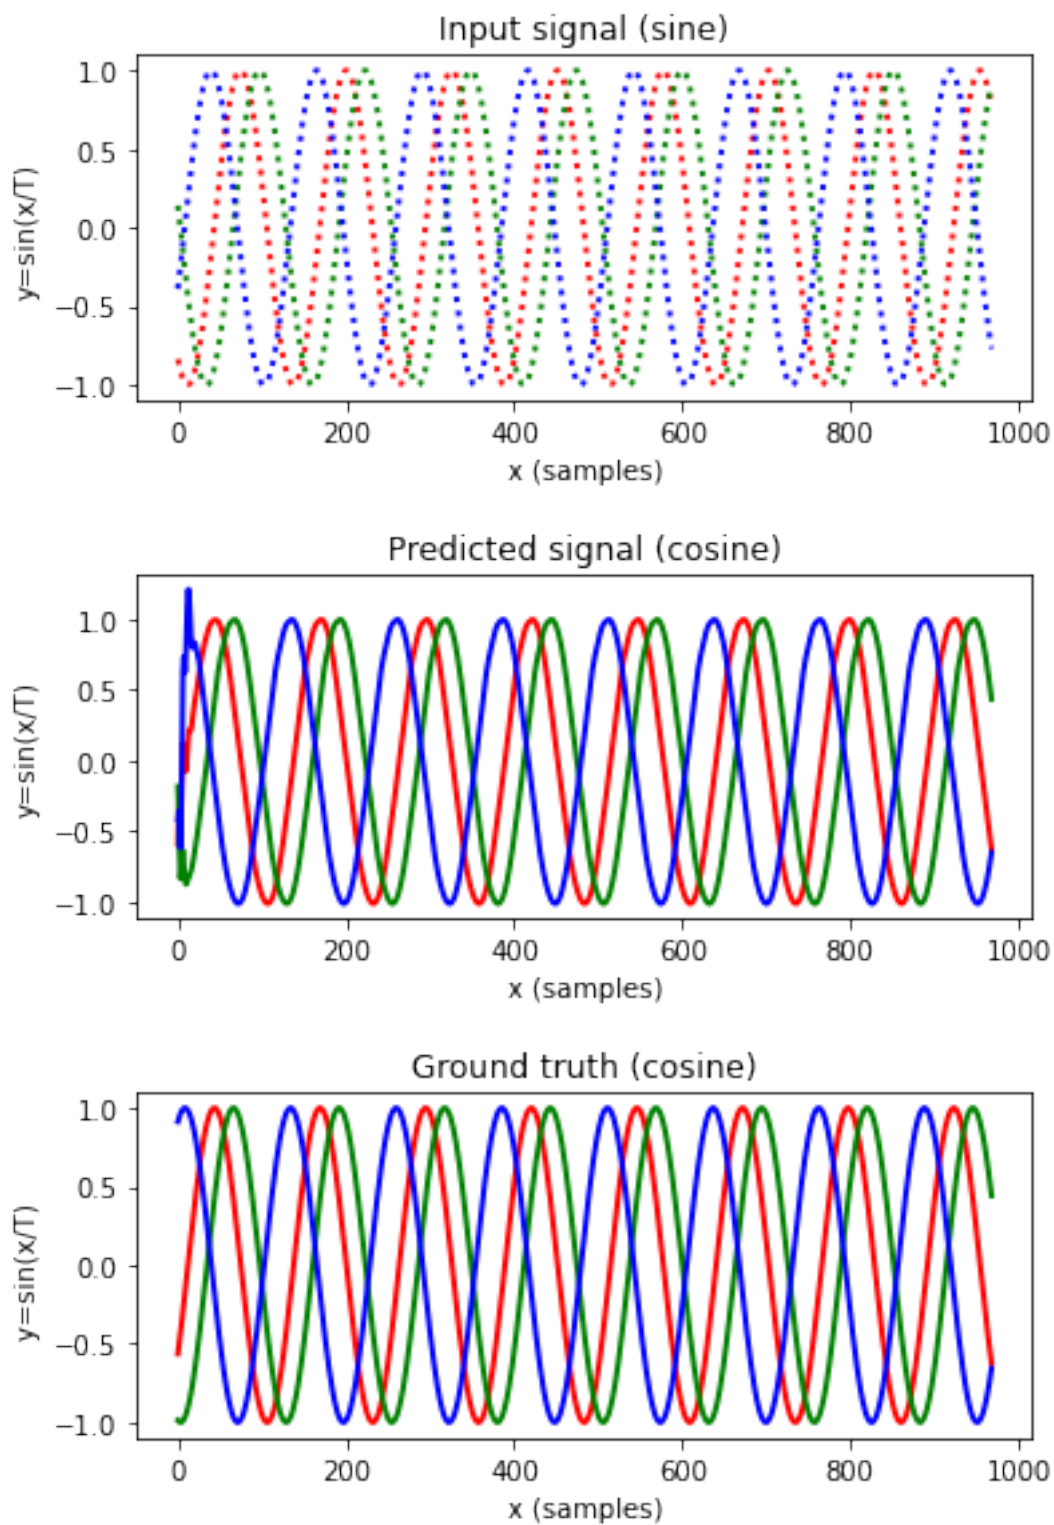 Input signal (sine)
1.0
0.5
0.0
−0.5
−1.0
y=sin(x/T)
0 200 400 600 800 1000
x (samples)
Predicted signal (cosine)
1.0
0.5
0.0
−0.5
−1.0
y=sin(x/T)
0 200 400 600 800 1000
x (samples)
Ground truth (cosine)
1.0
0.5
0.0
−0.5
−1.0
y=sin(x/T)
0 200 400 600 800 1000
x (samples)